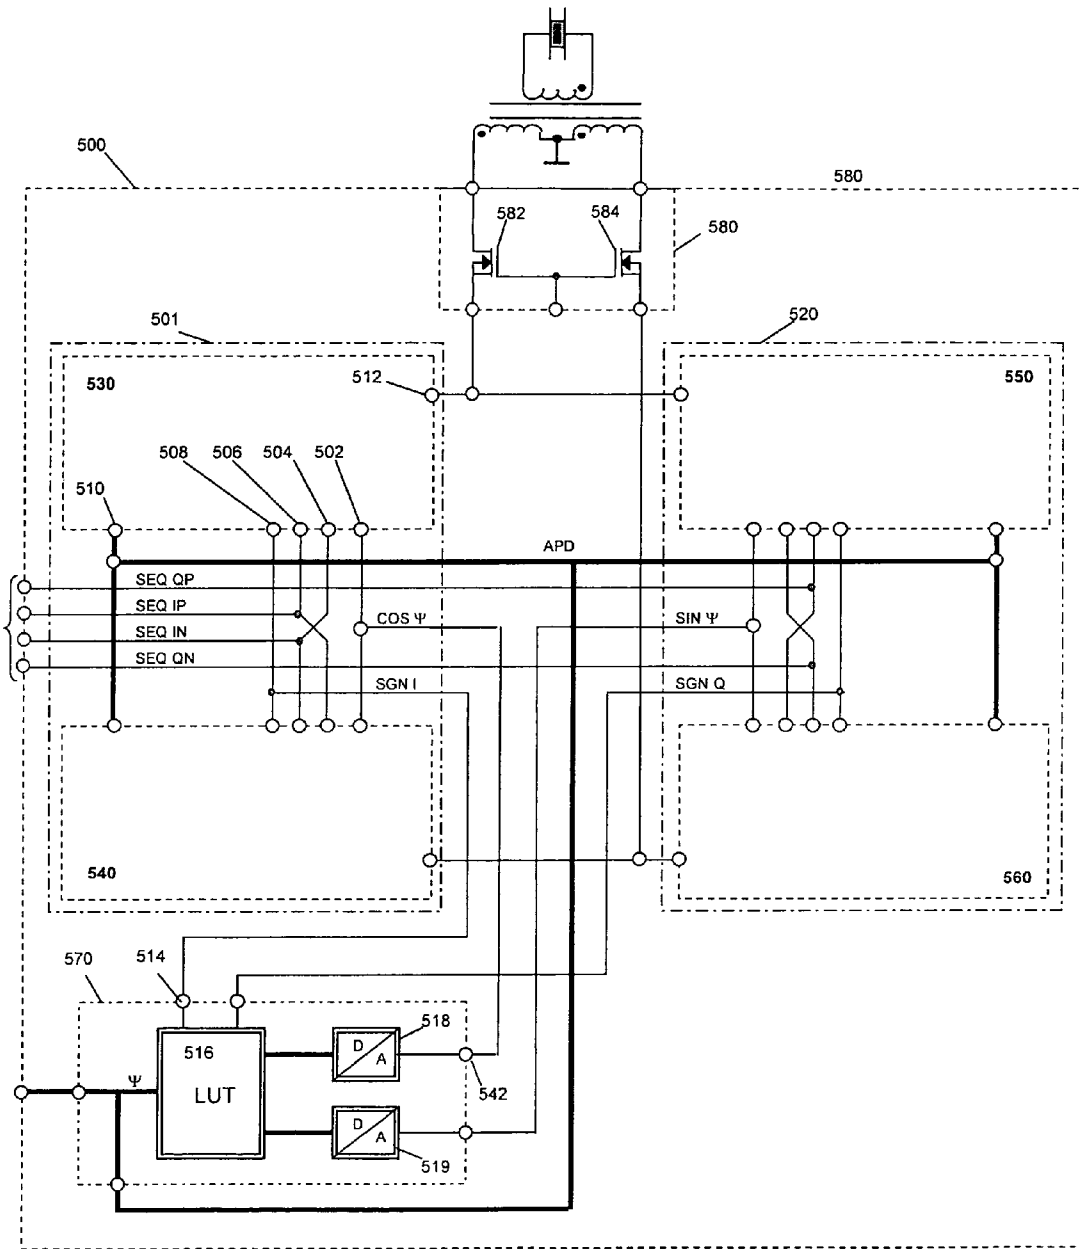 500
580
582
584
580
501
520
530
512
550
508
506
504
502
510
APD
SEQ QP
SEQ IP
COS Ψ
SIN Ψ
SEQ IN
SEQ QN
SGN I
SGN Q
540
560
570
514
516
D
A
518
542
Ψ
LUT
D
A
519